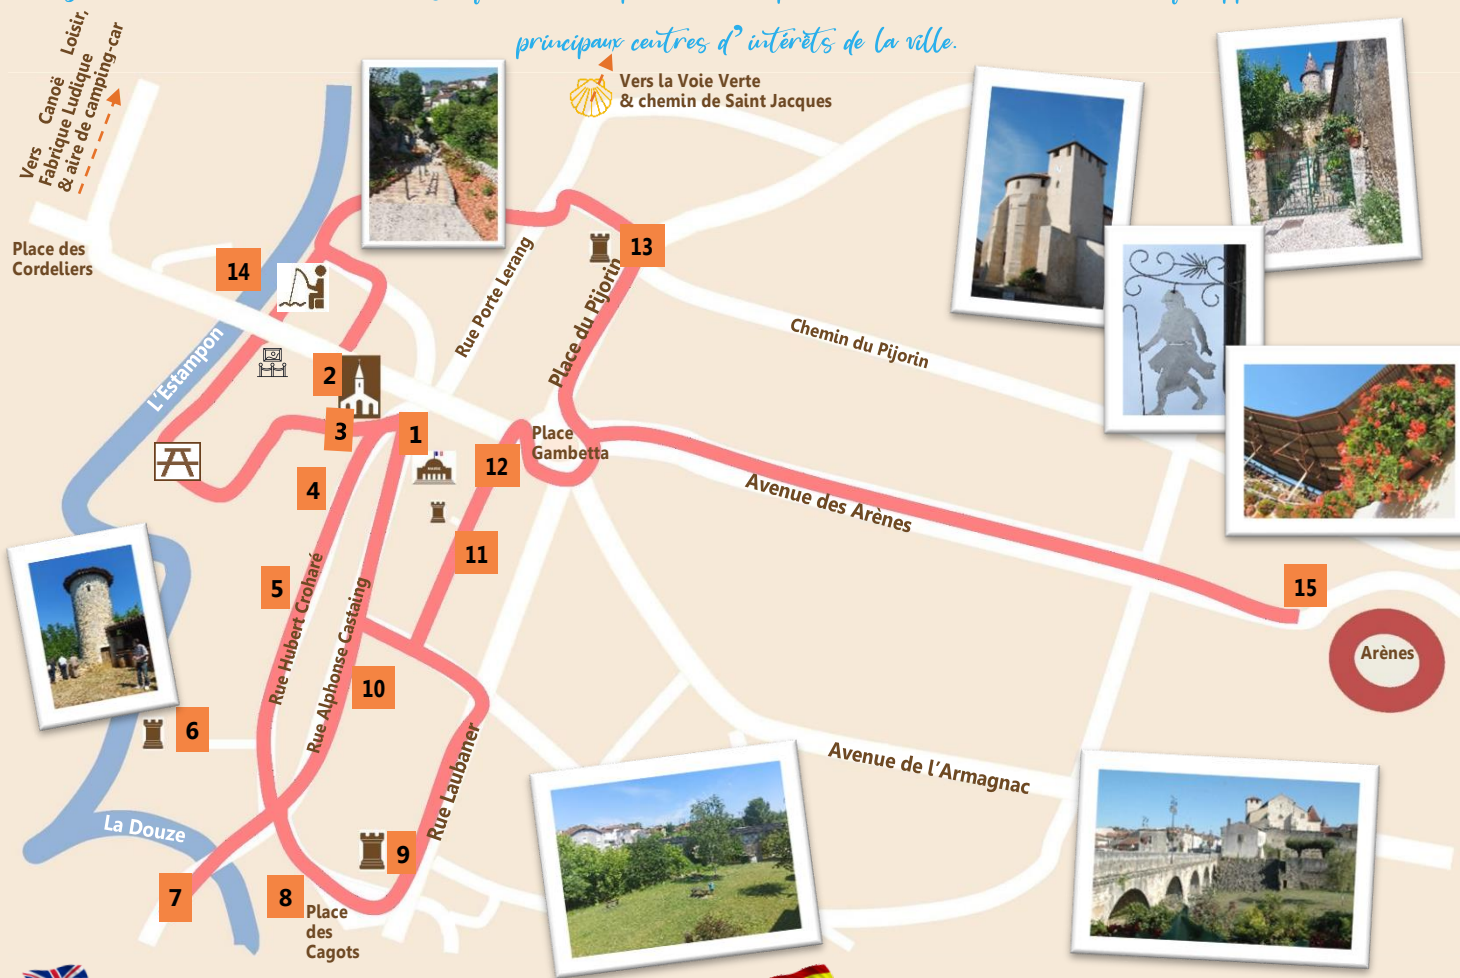 principaux centres d'intérêts de la ville.
Vers Canoë Loisir,
Fabrique Ludique
& aire de camping-car
Vers la Voie Verte
& chemin de Saint Jacques
Place des
Cordeliers
14
13
Rue Porte Lerang
Place du Pijorin
Chemin du Pijorin
L'Estampon
2
3
1
Place
Gambetta
12
4
Avenue des Arènes
11
5
15
Rue Hubert Croharé
Rue Alphonse Castaing
Arènes
10
6
Rue Laubaner
Avenue de l'Armagnac
La Douze
9
7
8
Place
des
Cagots